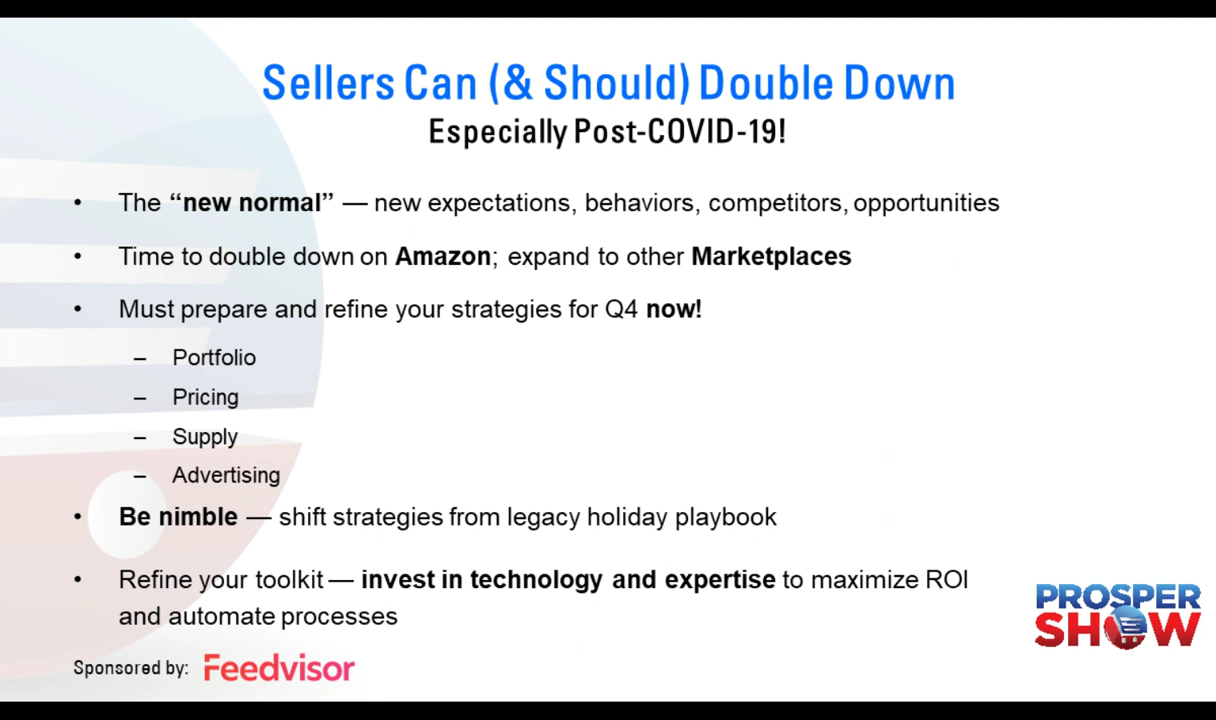 Sellers Can (& Should) Double Down
Especially Post-COVID-19!
• The “new normal” — new expectations, behaviors, competitors, opportunities
• Time to double down on Amazon; expand to other Marketplaces
• Must prepare and refine your strategies for Q4 now!
– Portfolio
– Pricing
– Supply
– Advertising
• Be nimble — shift strategies from legacy holiday playbook
• Refine your toolkit — invest in technology and expertise to maximize ROI
and automate processes
PROSPER
SHOW
Sponsored by: Feedvisor